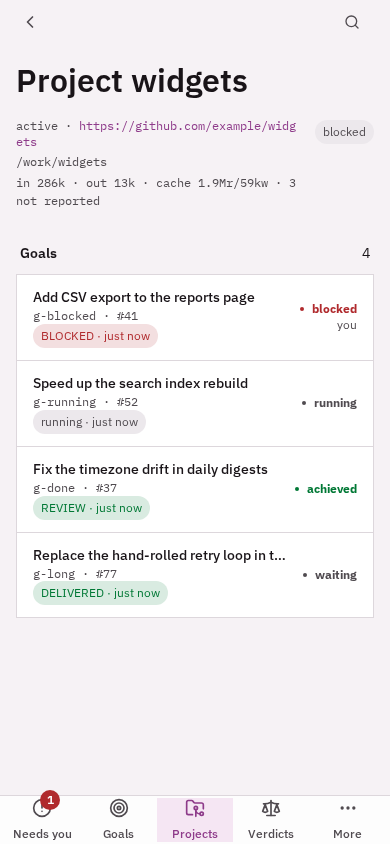 Project widgets
active · https://github.com/example/widg
ets
blocked
/work/widgets
in 286k · out 13k · cache 1.9Mr/59kw · 3
not reported
Goals 4
Add CSV export to the reports page
g-blocked · #41
BLOCKED · just now
• blocked
you
Speed up the search index rebuild
g-running · #52
running · just now
• running
Fix the timezone drift in daily digests
g-done · #37
REVIEW · just now
• achieved
Replace the hand-rolled retry loop in t...
g-long · #77
DELIVERED · just now
• waiting
1
Needs you Goals Projects Verdicts More